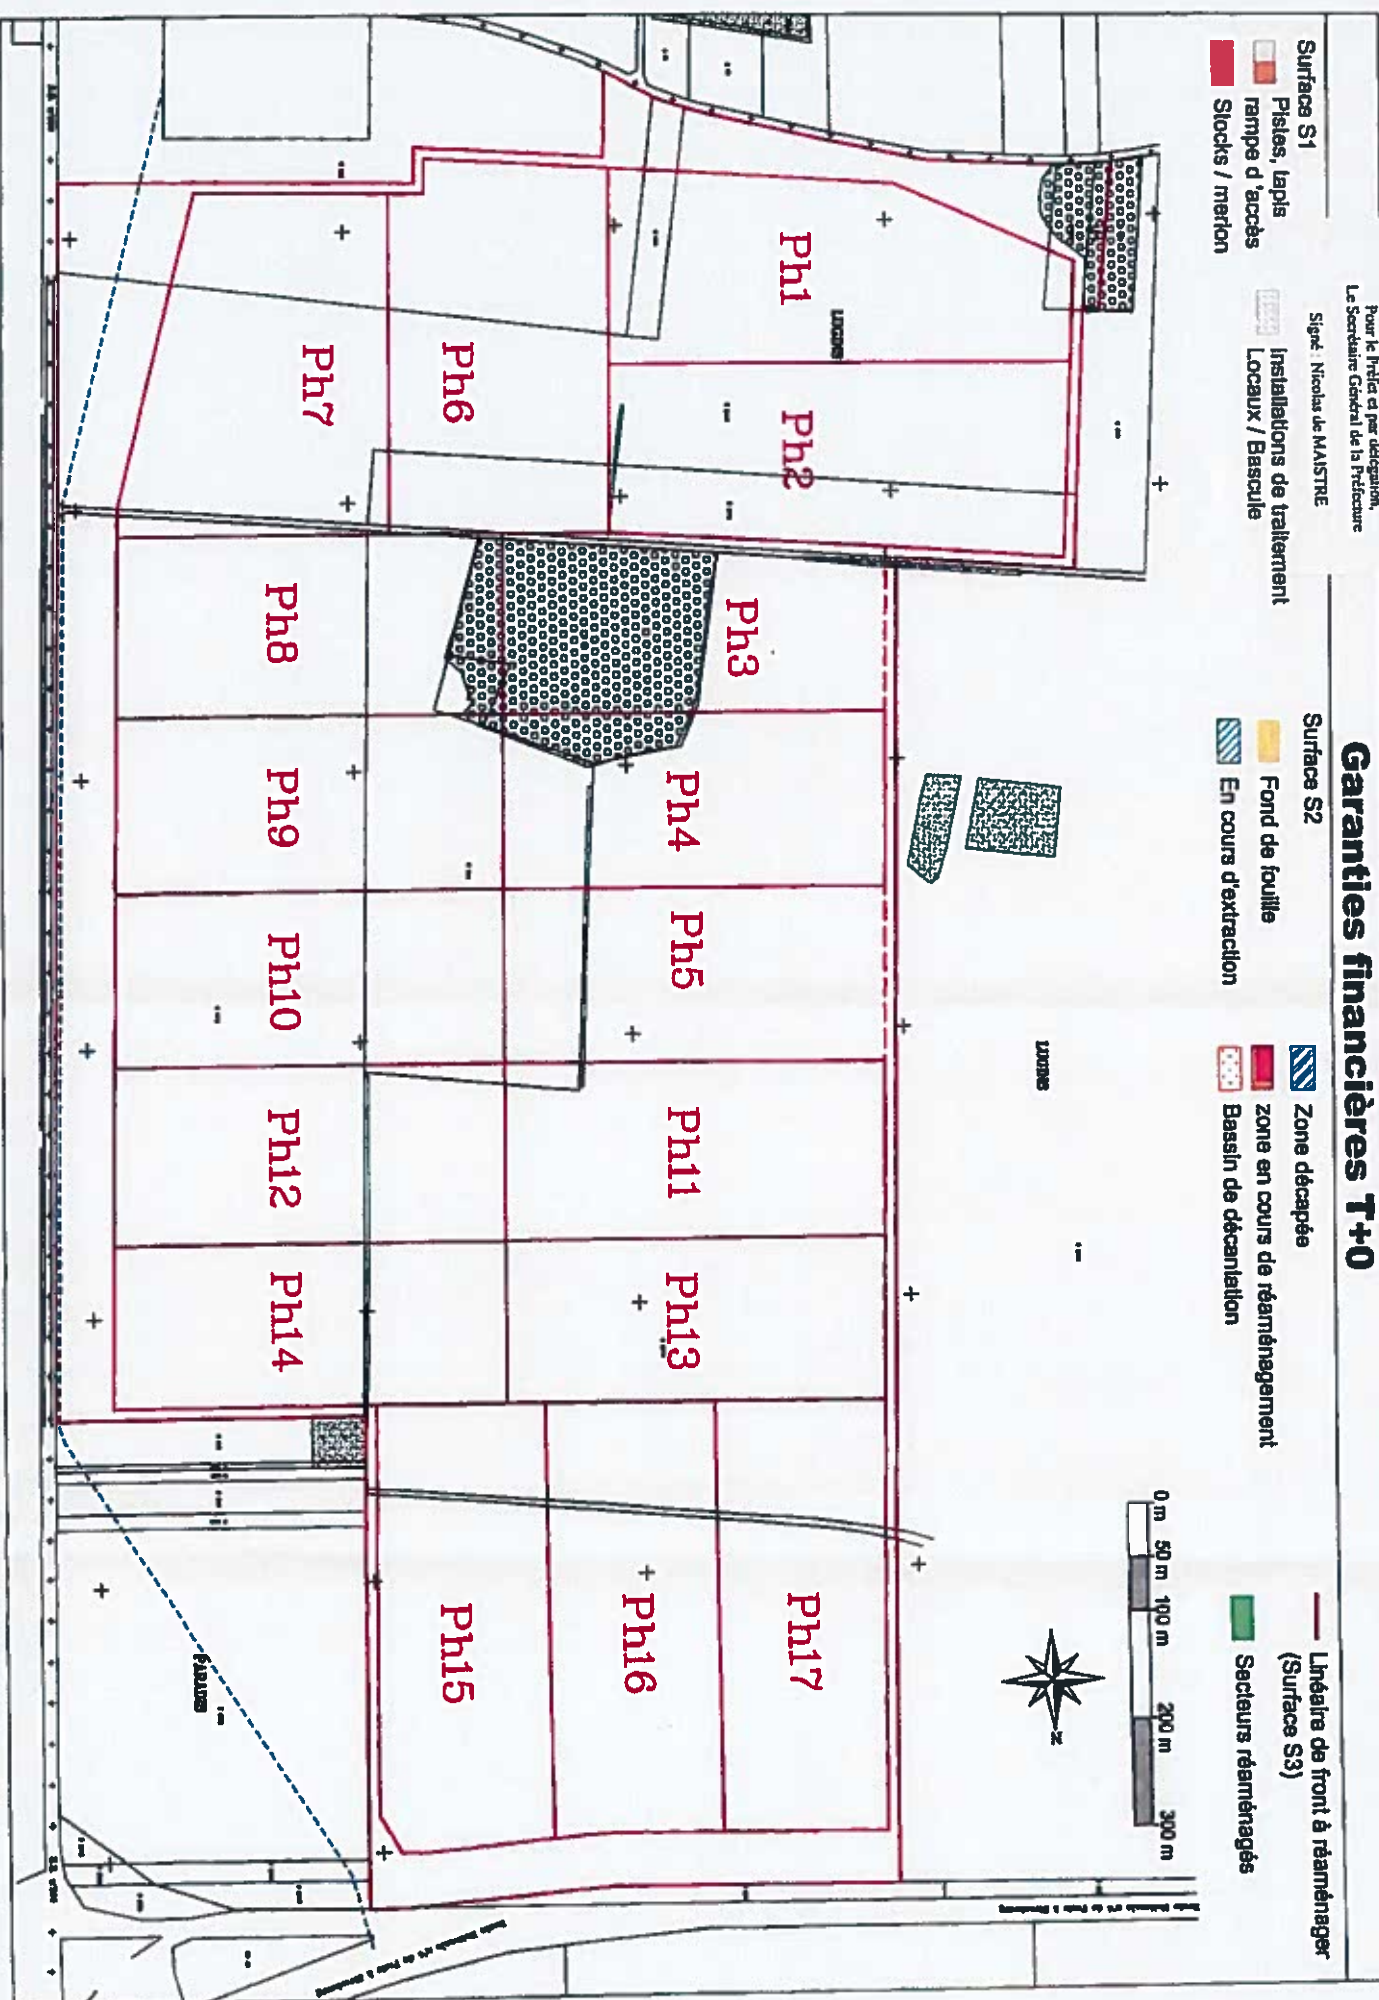 Pour le Préfet et par délégation,
Le Secrétaire Général de la Préfecture
Signé : Nicolas de MAISTRE
Garanties financières T+0
Surface S1
Pistes, tapis
rampe d'accès
Stocks / merlon
Installations de traitement
Locaux / Bascule
Surface S2
Fond de fouille
En cours d'extraction
Zone décapée
zone en cours de réaménagement
Bassin de décantation
Linéaire de front à réaménager
(Surface S3)
Secteurs réaménagés
0 m 50 m 100 m 200 m 300 m
N
Ph1
Ph2
Ph3
Ph4
Ph5
Ph6
Ph7
Ph8
Ph9
Ph10
Ph11
Ph12
Ph13
Ph14
Ph15
Ph16
Ph17
PARADIS